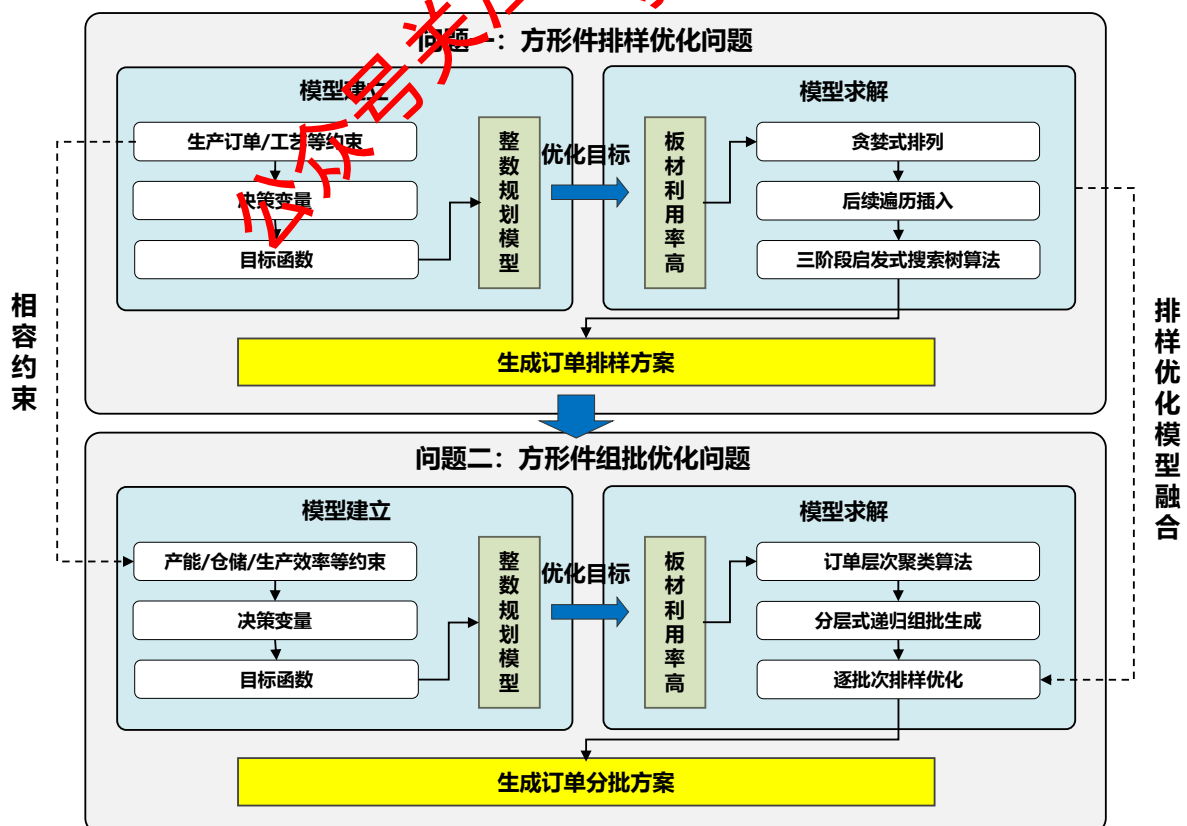 问题一：方形件排样优化问题
模型建立
生产订单/工艺等约束
决策变量
目标函数
整数规划模型
优化目标
模型求解
板材利用率高
贪婪式排列
后续遍历插入
三阶段启发式搜索树算法
生成订单排样方案
相容约束
排样优化模型融合
问题二：方形件组批优化问题
模型建立
产能/仓储/生产效率等约束
决策变量
目标函数
整数规划模型
优化目标
模型求解
板材利用率高
订单层次聚类算法
分层式递归组批生成
逐批次排样优化
生成订单分批方案
公众号关